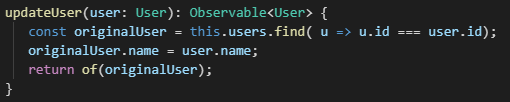 updateUser(user: User): Observable<User> {
const originalUser = this.users.find( u => u.id === user.id);
originalUser.name = user.name;
return of(originalUser);
}